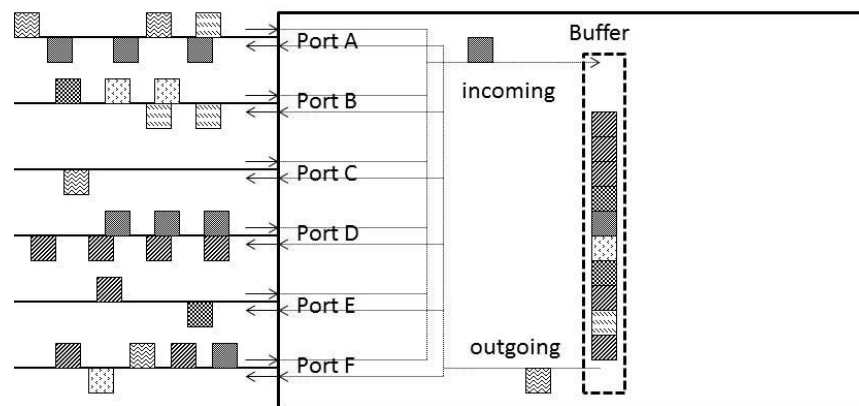 Buffer
Port A
incoming
Port B
Port C
Port D
Port E
outgoing
Port F